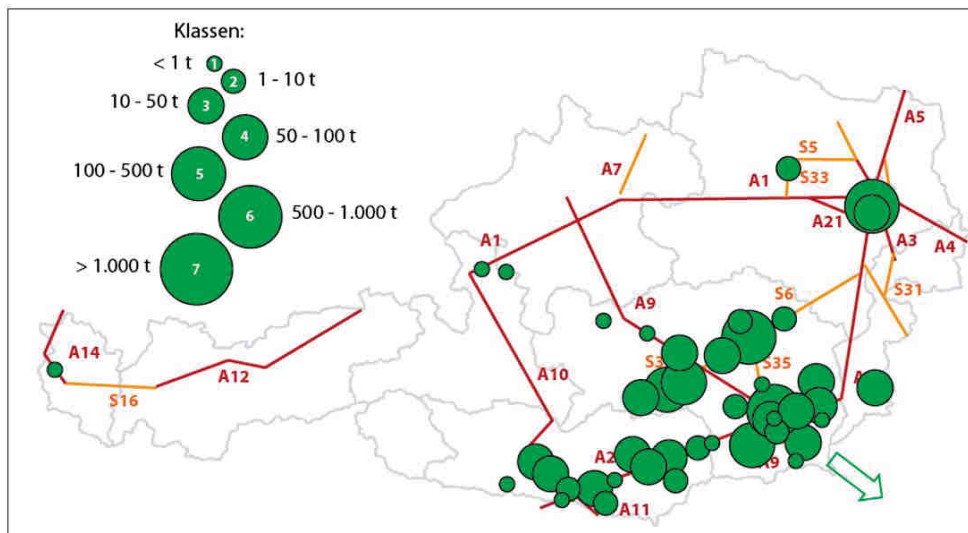 Klassen:
< 1 t
1
2
1 - 10 t
10 - 50 t
3
4
50 - 100 t
100 - 500 t
5
6
500 - 1.000 t
> 1.000 t
7
A5
S5
A7
A1
S33
A21
A1
A3
A4
S31
S6
A9
A14
A12
S16
A10
S35
A2
A9
A11